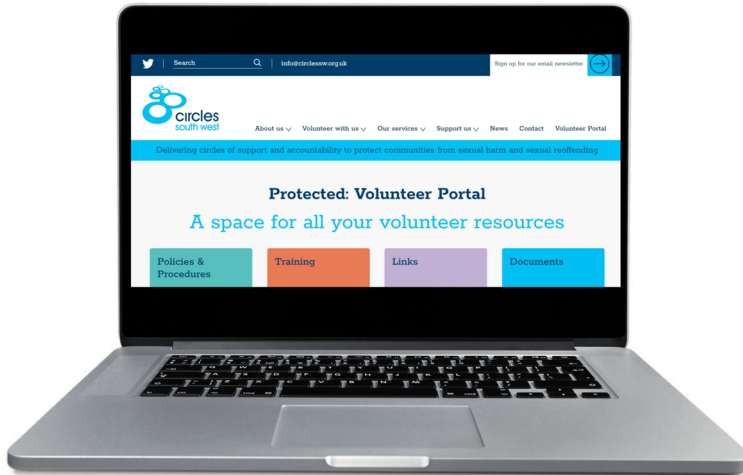 Search
info@circlessw.org.uk
Sign up for our email newsletter
circles
south west
About us
Volunteer with us
Our services
Support us
News
Contact
Volunteer Portal
Delivering circles of support and accountability to protect communities from sexual harm and sexual reoffending
Protected: Volunteer Portal
A space for all your volunteer resources
Policies &
Procedures
Training
Links
Documents